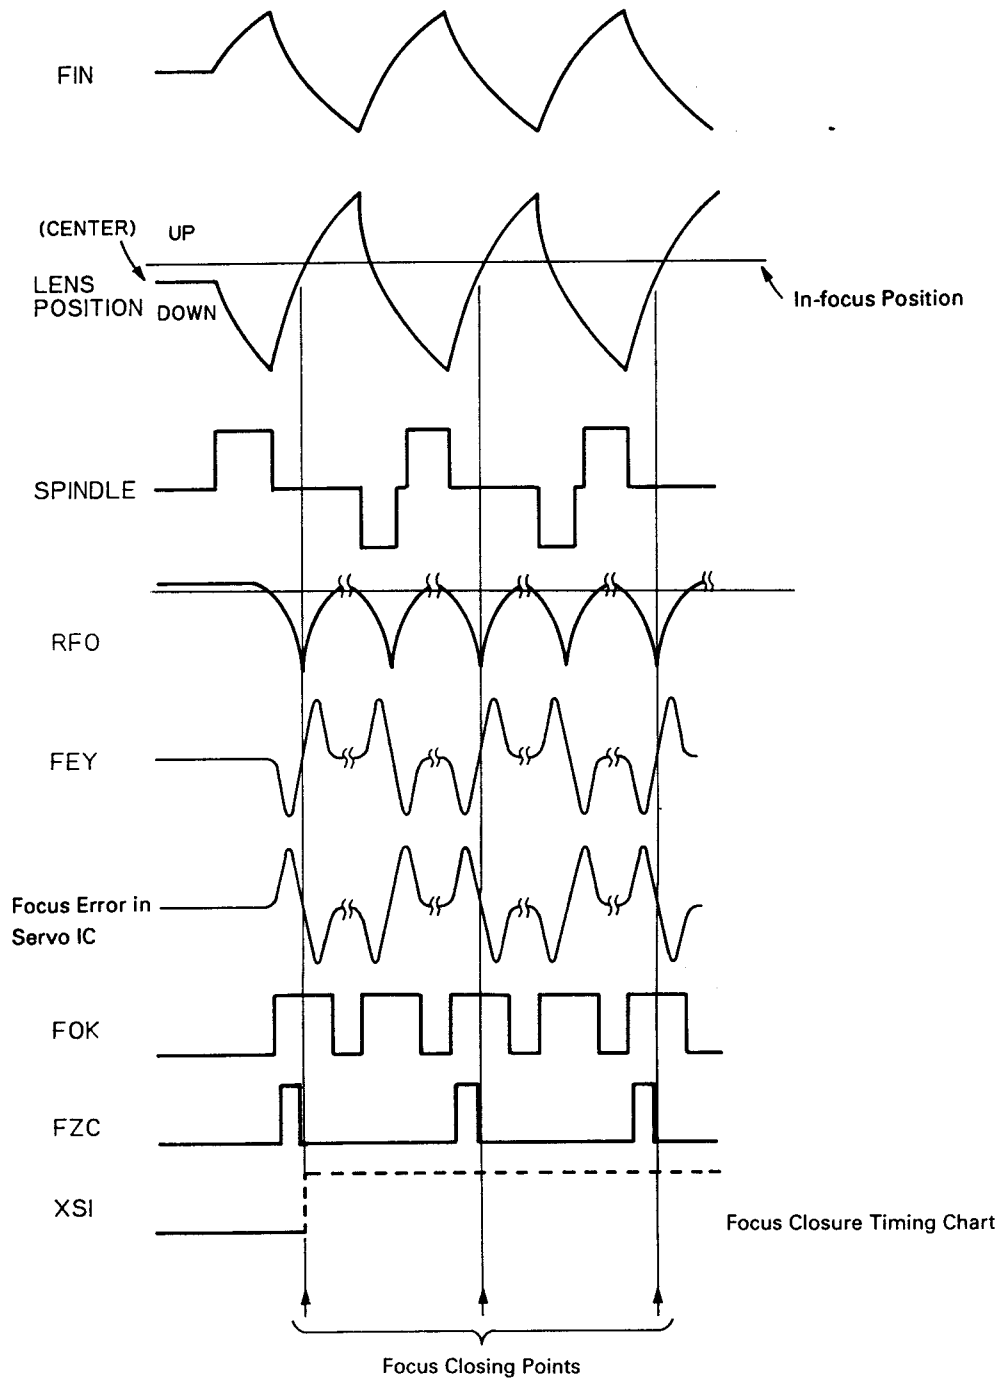 FIN
(CENTER)
UP
LENS
POSITION
DOWN
In-focus Position
SPINDLE
RFO
FEY
Focus Error in
Servo IC
FOK
FZC
XSI
Focus Closure Timing Chart
Focus Closing Points